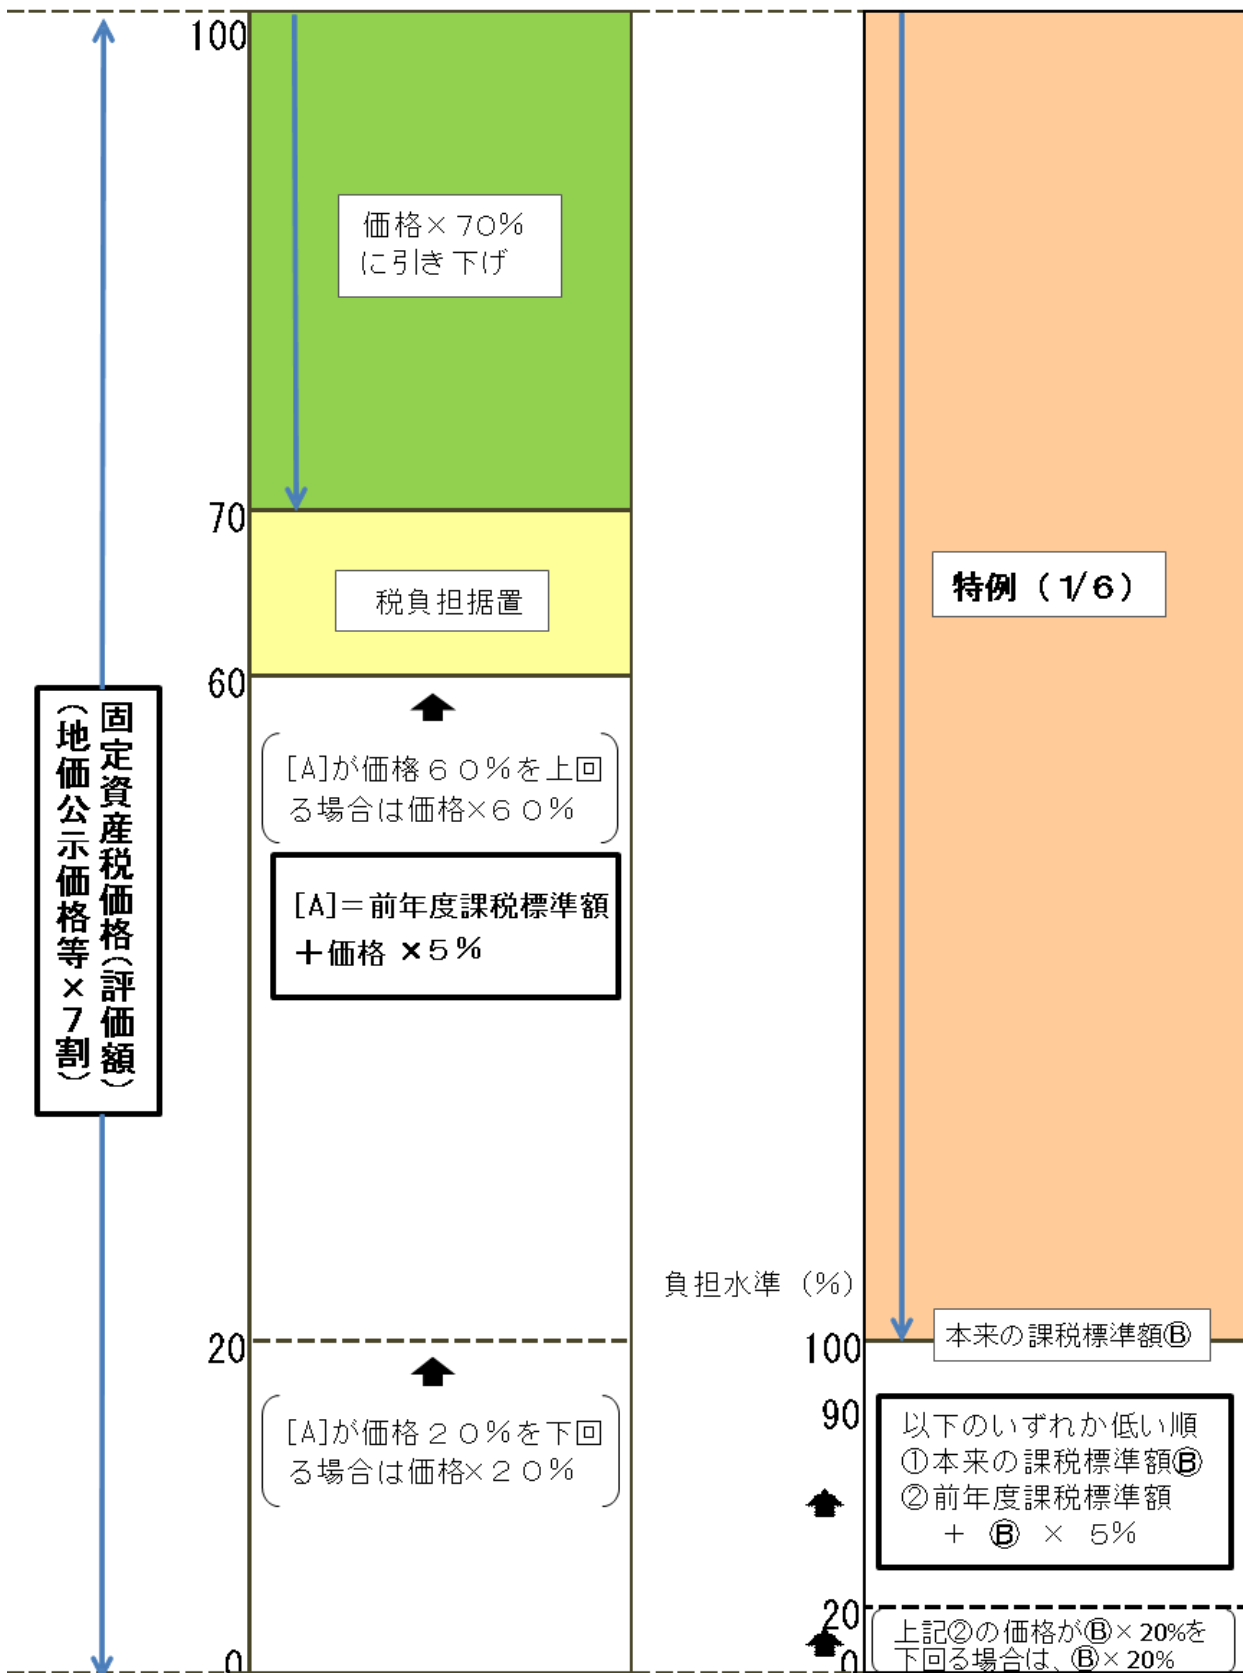 固定資産税価格（評価額）
（地価公示価格等×７割）
100
価格×70％
に引き下げ
70
税負担据置
60
[A]が価格６０％を上回
る場合は価格×６０％
[A]＝前年度課税標準額
＋価格×５％
20
[A]が価格２０％を下回
る場合は価格×２０％
0
特例（1/6）
負担水準（％）
100
本来の課税標準額Ⓑ
90
以下のいずれか低い順
①本来の課税標準額Ⓑ
②前年度課税標準額
＋ Ⓑ × 5％
20
上記②の価格がⒷ×20%を
下回る場合は、Ⓑ×20%
0